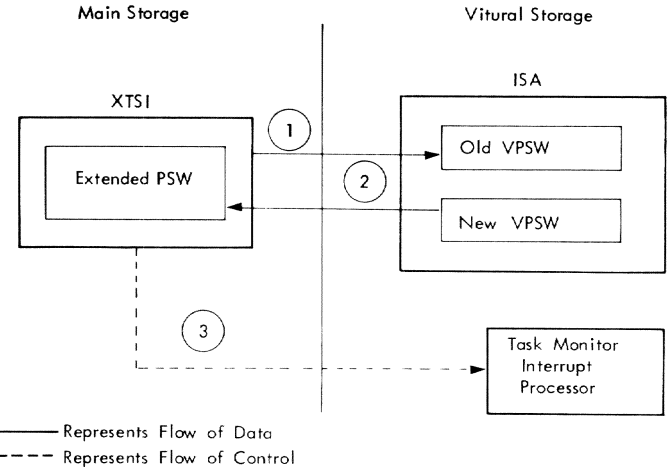 Main Storage
Vitural Storage
XTSI
ISA
1
Extended PSW
Old VPSW
2
New VPSW
3
Task Monitor
Interrupt
Processor
Represents Flow of Data
Represents Flow of Control